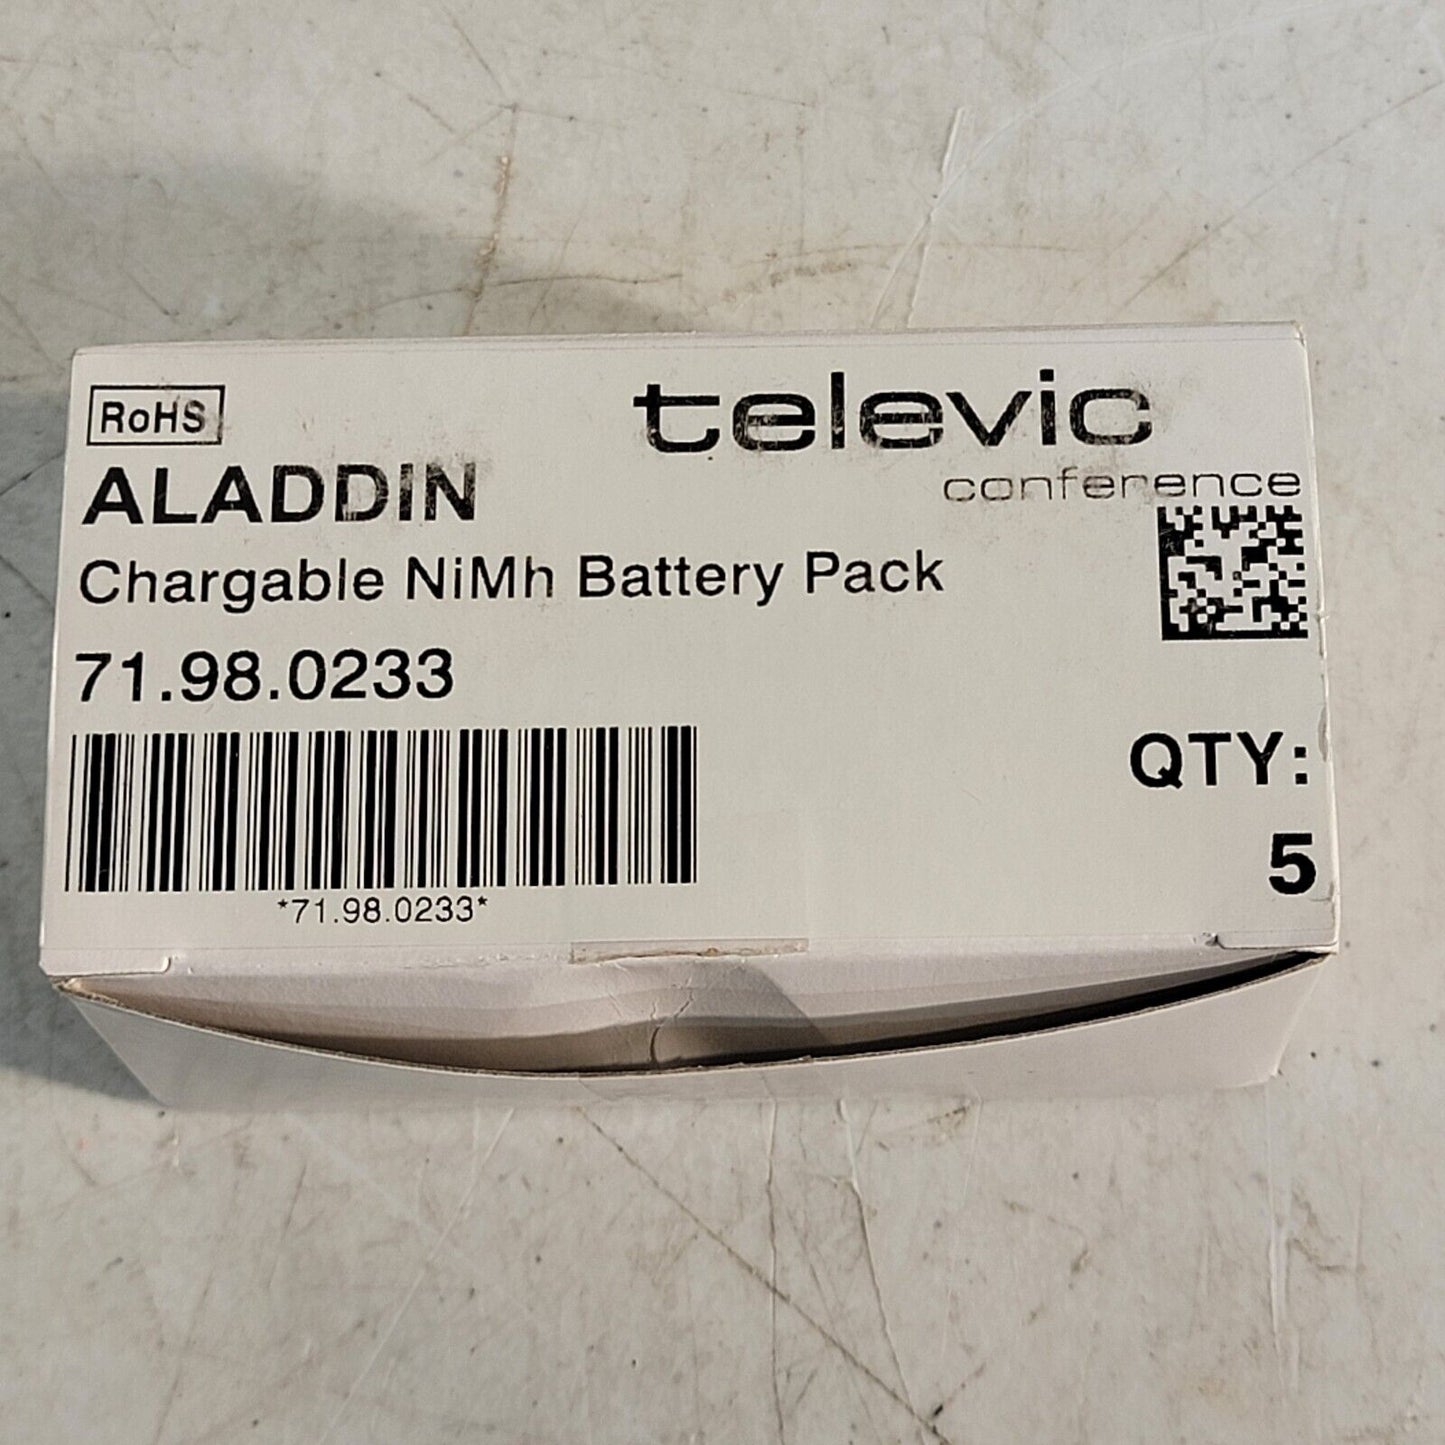 RoHS
televic
conference
ALADDIN
Chargable NiMh Battery Pack
71.98.0233
*71.98.0233*
QTY:
5